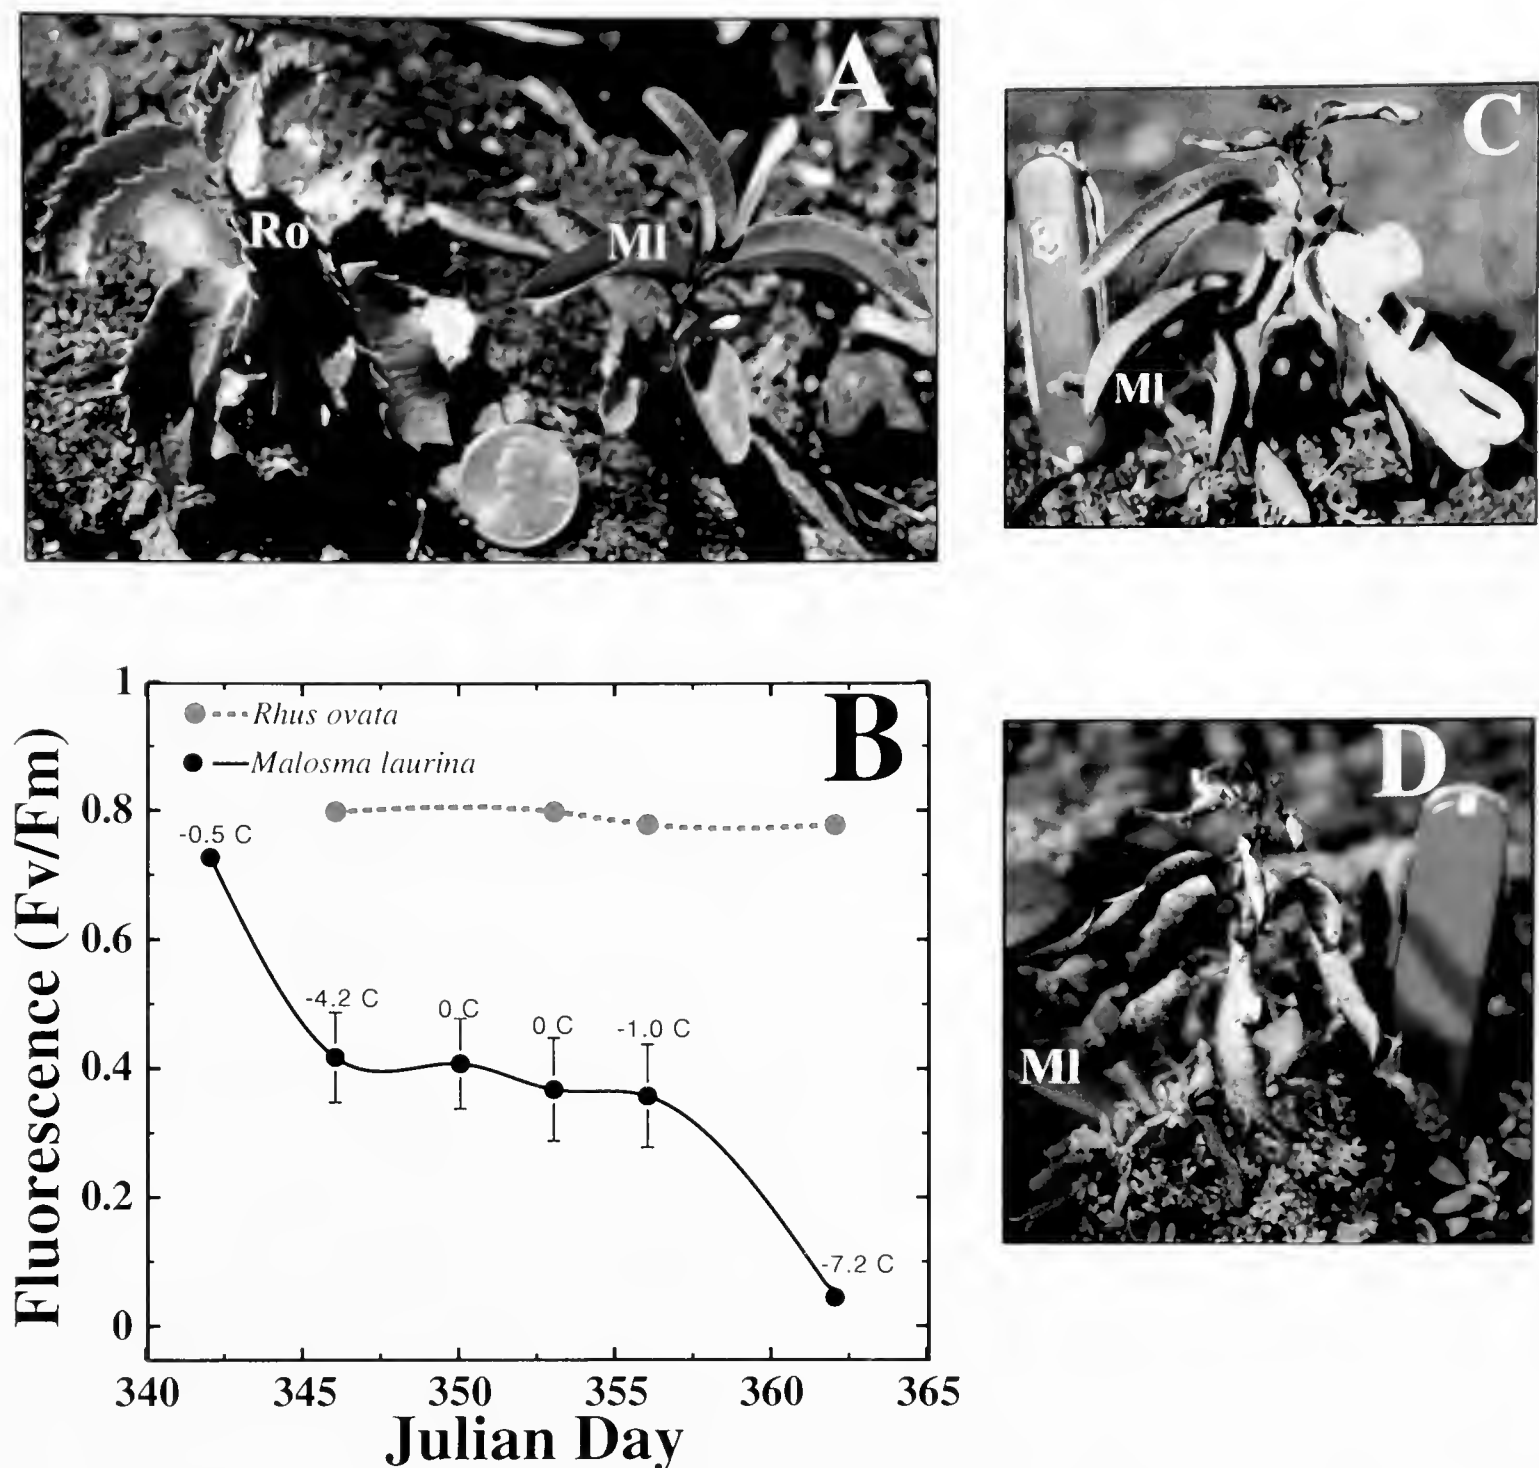 A
Ro
Ml
C
Ml
B
Rhus ovata
Malosma laurina
Fluorescence (Fv/Fm)
1
0.8
0.6
0.4
0.2
0
-0.5 C
-4.2 C
0 C
0 C
-1.0 C
-7.2 C
340 345 350 355 360 365
Julian Day
D
Ml